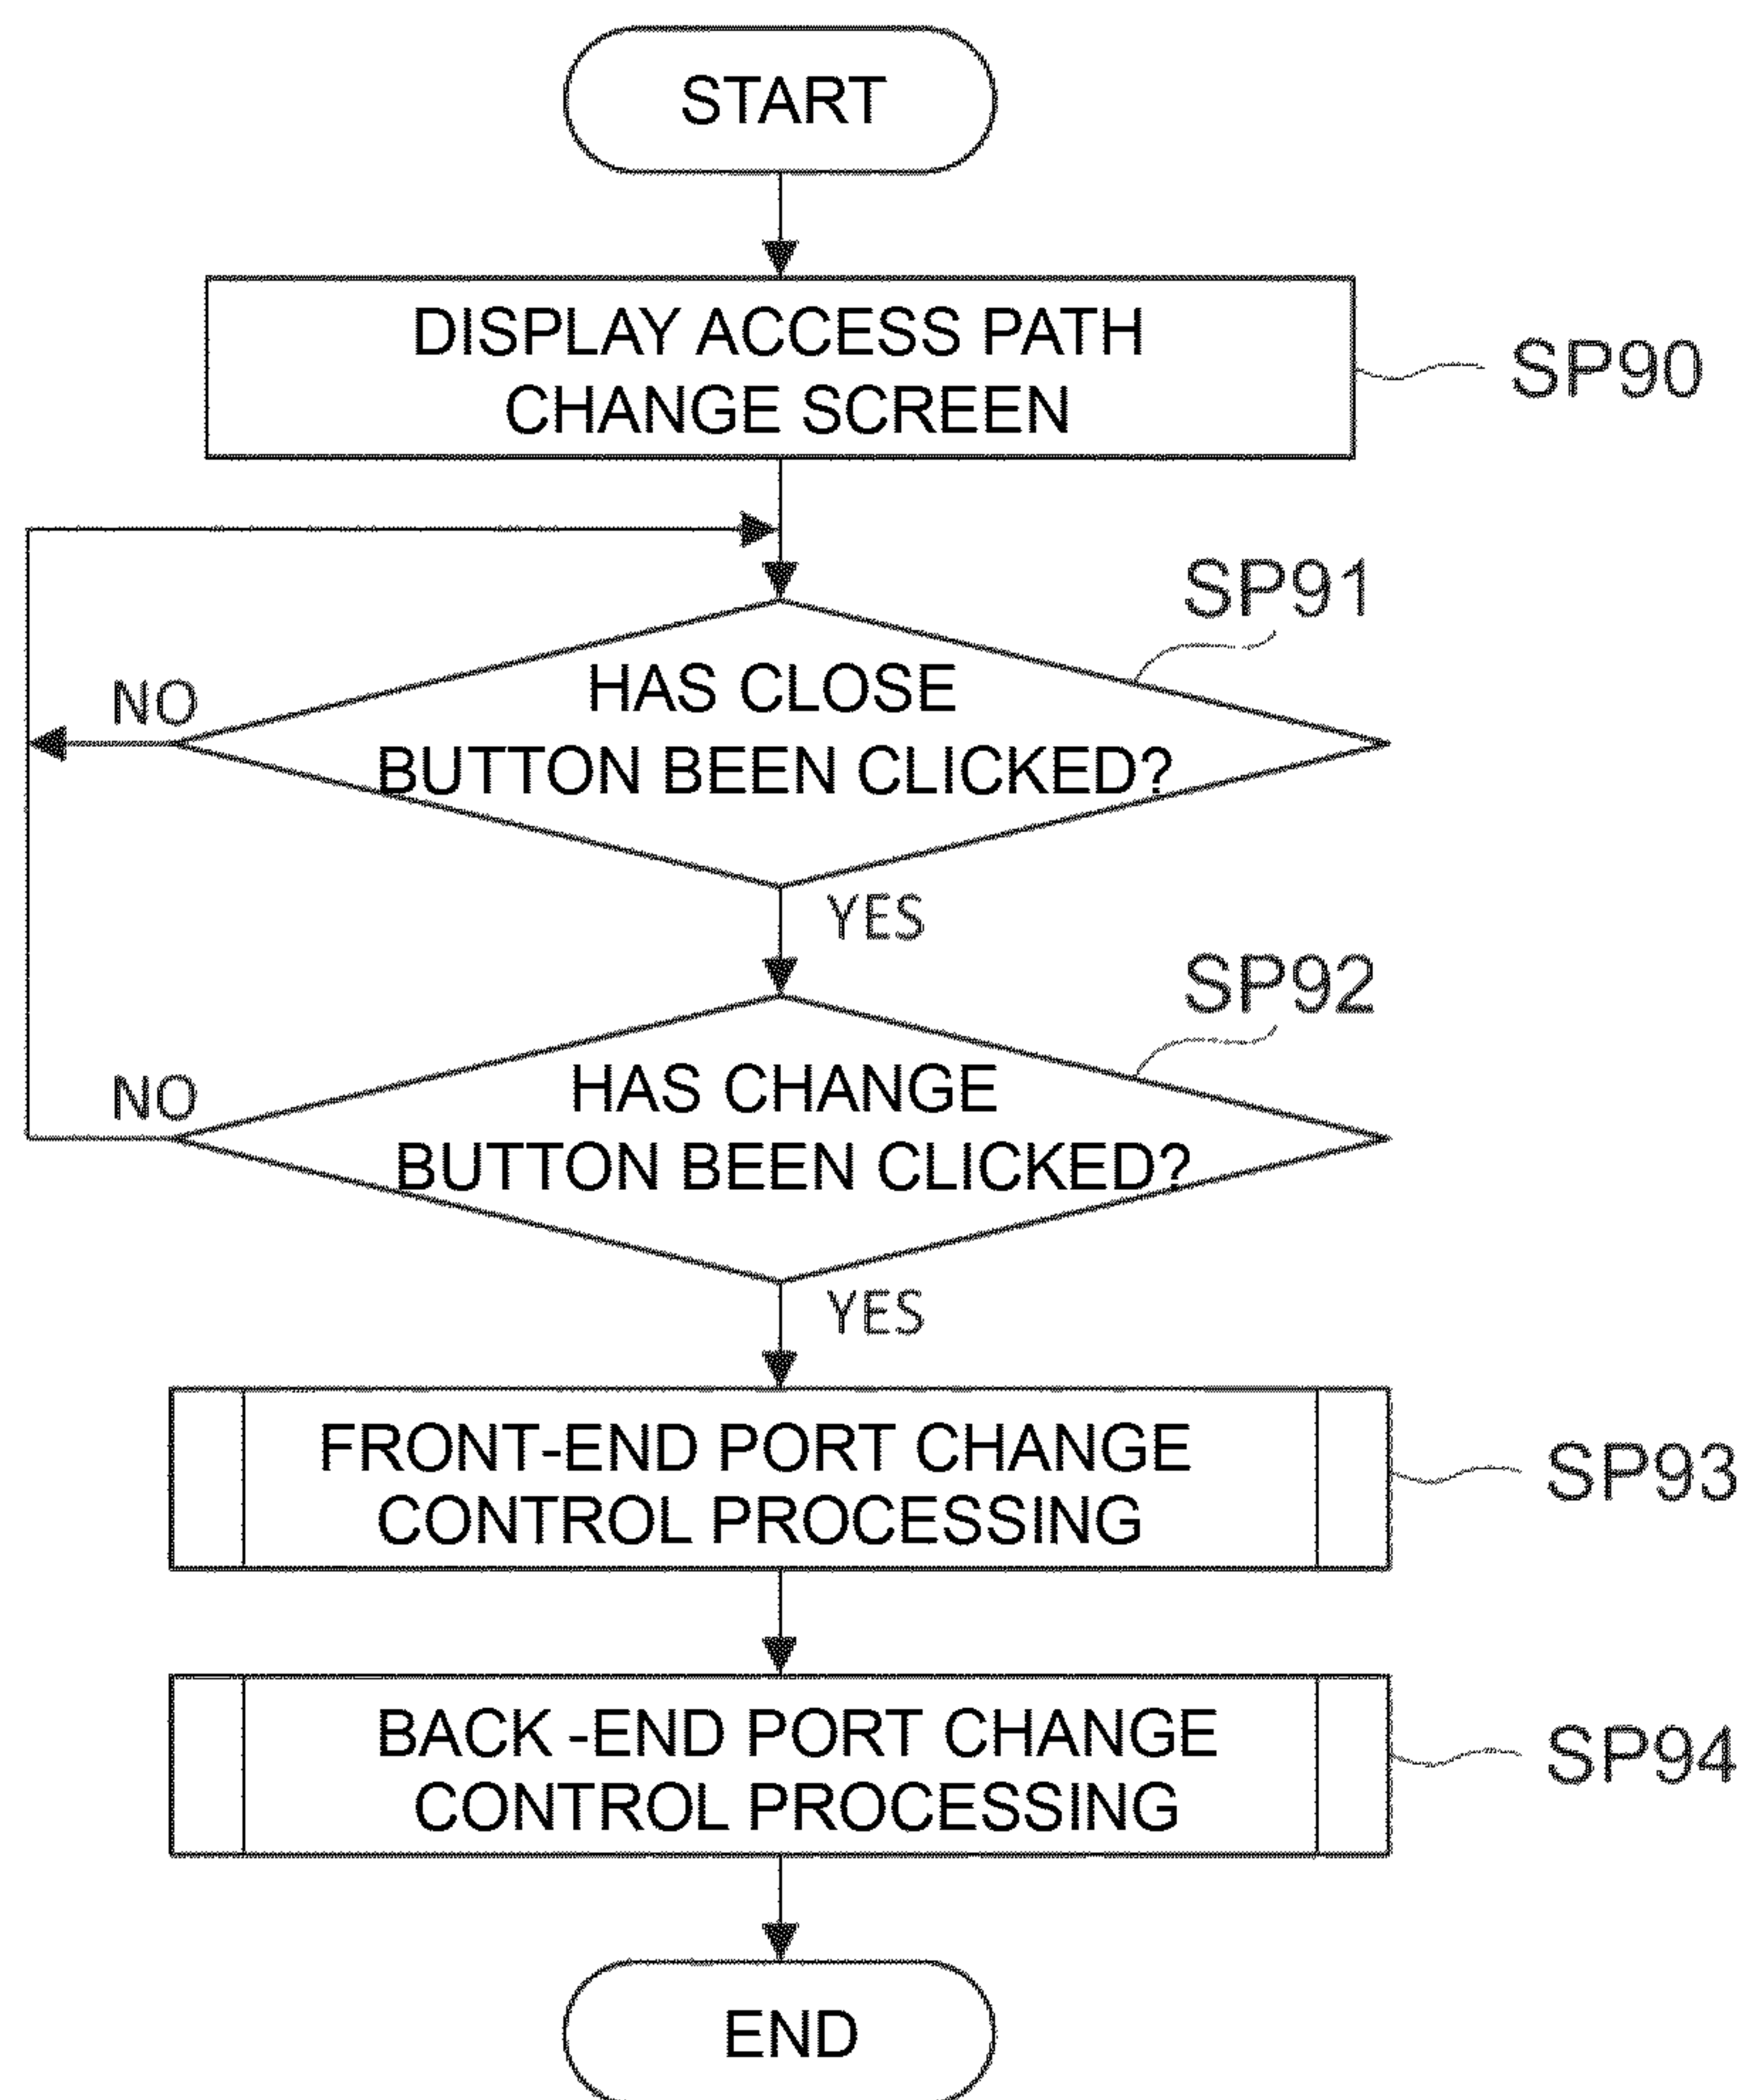 START
DISPLAY ACCESS PATH
CHANGE SCREEN
SP90
SP91
HAS CLOSE
BUTTON BEEN CLICKED?
NO
YES
SP92
HAS CHANGE
BUTTON BEEN CLICKED?
NO
YES
FRONT-END PORT CHANGE
CONTROL PROCESSING
SP93
BACK -END PORT CHANGE
CONTROL PROCESSING
SP94
END